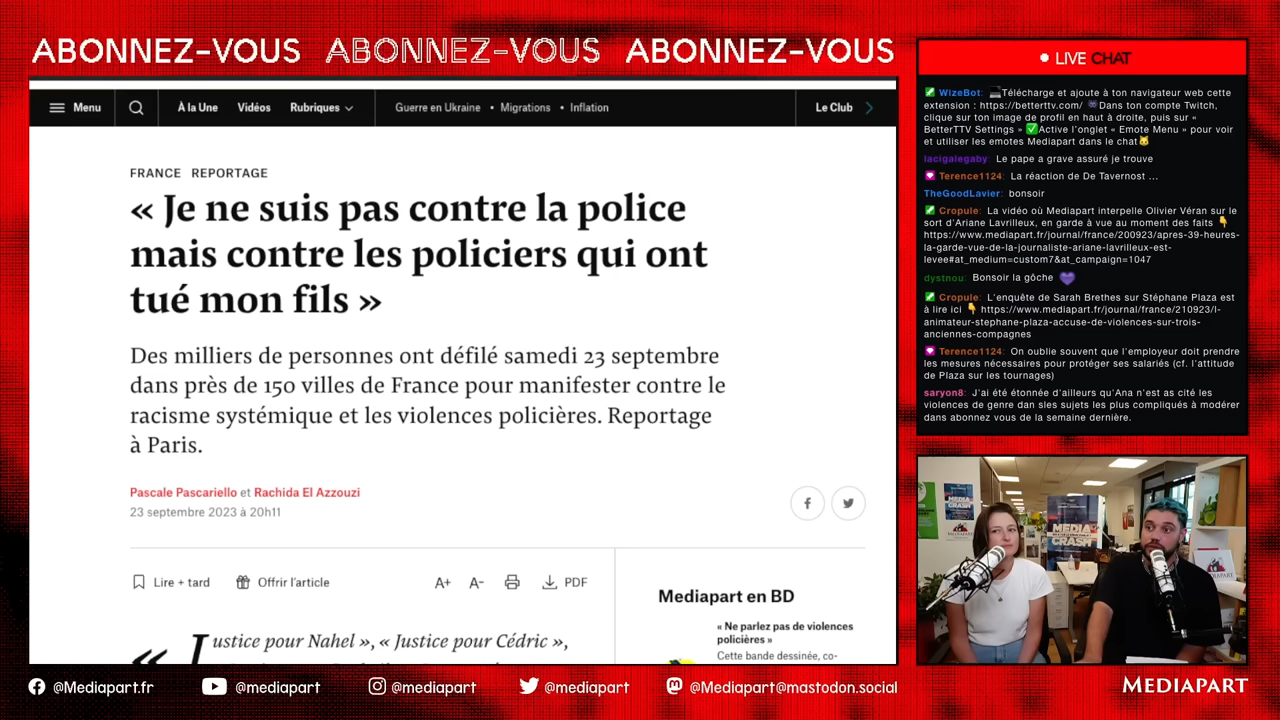 ABONNEZ-VOUS ABONNEZ-VOUS ABONNEZ-VOUS
Menu
À la Une Vidéos Rubriques
Guerre en Ukraine • Migrations • Inflation
Le Club
FRANCE REPORTAGE
« Je ne suis pas contre la police
mais contre les policiers qui ont
tué mon fils »
Des milliers de personnes ont défilé samedi 23 septembre
dans près de 150 villes de France pour manifester contre le
racisme systémique et les violences policières. Reportage
à Paris.
Pascale Pascariello et Rachida El Azzouzi
23 septembre 2023 à 20h11
Lire + tard
Offrir l'article
A+ A-
PDF
« Justice pour Nahel », « Justice pour Cédric »,
Mediapart en BD
« Ne parlez pas de violences
policières »
Cette bande dessinée, co-
LIVE CHAT
WizeBot: Télécharge et ajoute à ton navigateur web cette
extension : https://betterttv.com/ Dans ton compte Twitch,
clique sur ton image de profil en haut à droite, puis sur «
BetterTTV Settings » ✅Active l'onglet « Emote Menu » pour voir
et utiliser les emotes Mediapart dans le chat
lacigalegaby: Le pape a grave assuré je trouve
Terence1124: La réaction de De Tavernost ...
TheGoodLavier: bonsoir
Cropule: La vidéo où Mediapart interpelle Olivier Véran sur le
sort d'Ariane Lavrilleux, en garde à vue au moment des faits 👇
https://www.mediapart.fr/journal/france/200923/apres-39-heures-
la-garde-vue-de-la-journaliste-ariane-lavrilleux-est-
levee#at_medium=custom7&at_campaign=1047
dystnou: Bonsoir la gôche 💜
Cropule: L'enquête de Sarah Brethes sur Stéphane Plaza est
à lire ici 👇 https://www.mediapart.fr/journal/france/210923/l-
animateur-stephane-plaza-accuse-de-violences-sur-trois-
anciennes-compagnes
Terence1124: On oublie souvent que l'employeur doit prendre
les mesures nécessaires pour protéger ses salariés (cf. l'attitude
de Plaza sur les tournages)
saryon8: J'ai été étonnée d'ailleurs qu'Ana n'est as cité les
violences de genre dan sles sujets les plus compliqués à modérer
dans abonnez vous de la semaine dernière.
MEDIA
CRASH
MEDIA
CRASH
MEDIAPART
@Mediapart.fr
@mediapart
@mediapart
@mediapart
@Mediapart@mastodon.social
MEDIAPART